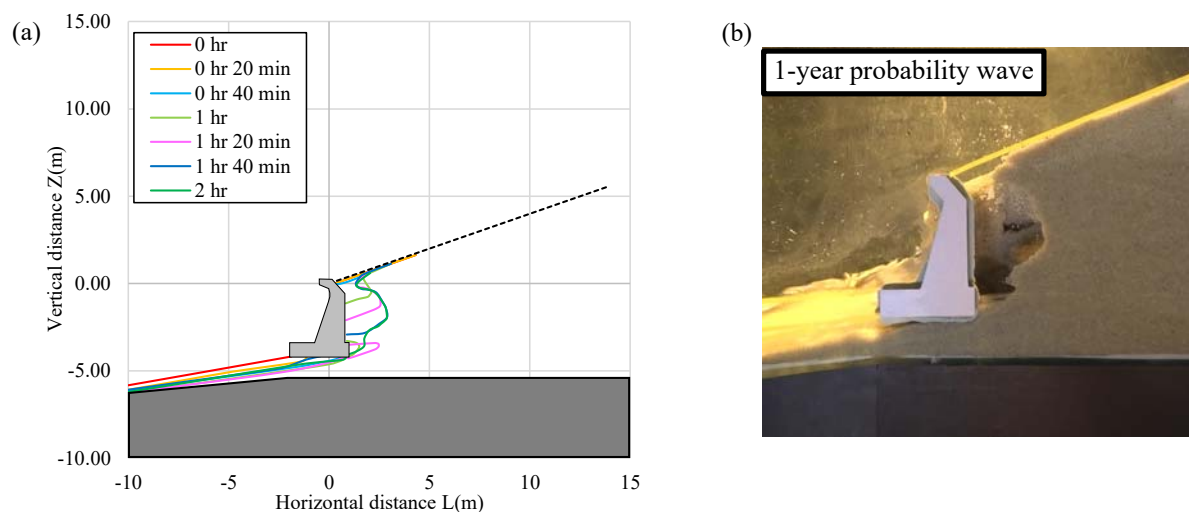 (a)
15.00
10.00
5.00
0.00
-5.00
-10.00
Vertical distance Z(m)
0 hr
0 hr 20 min
0 hr 40 min
1 hr
1 hr 20 min
1 hr 40 min
2 hr
-10
-5
0
5
10
15
Horizontal distance L(m)
(b)
1-year probability wave